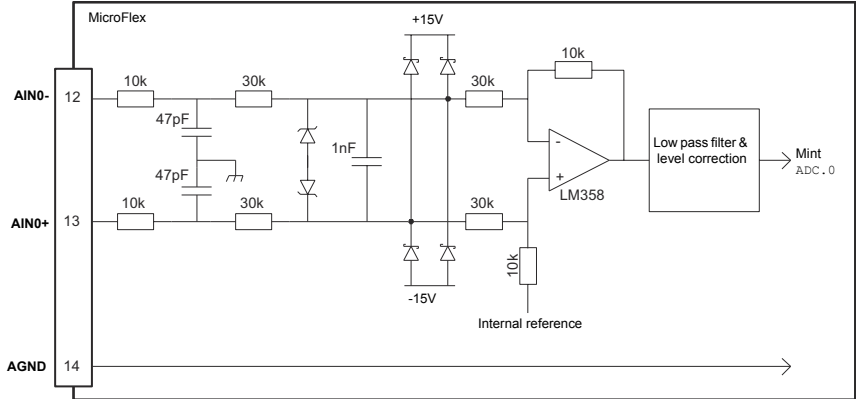 MicroFlex
+15V
10k
10k
30k
30k
AIN0-
12
47pF
Low pass filter &
level correction
Mint
ADC.0
1nF
-
+
47pF
LM358
10k
30k
30k
AIN0+
13
10k
-15V
Internal reference
AGND
14